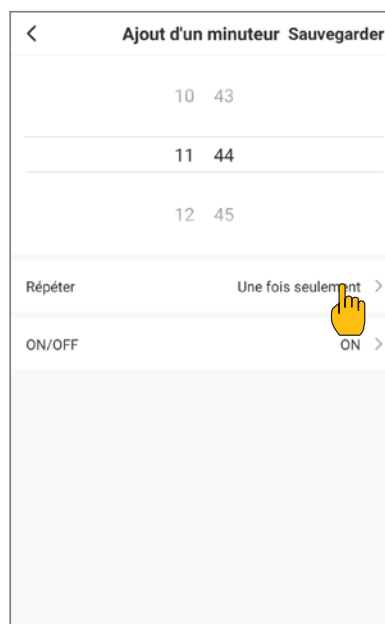 Ajout d'un minuteur Sauvegarder
10 43
11 44
12 45
Répéter Une fois seulement
ON/OFF ON